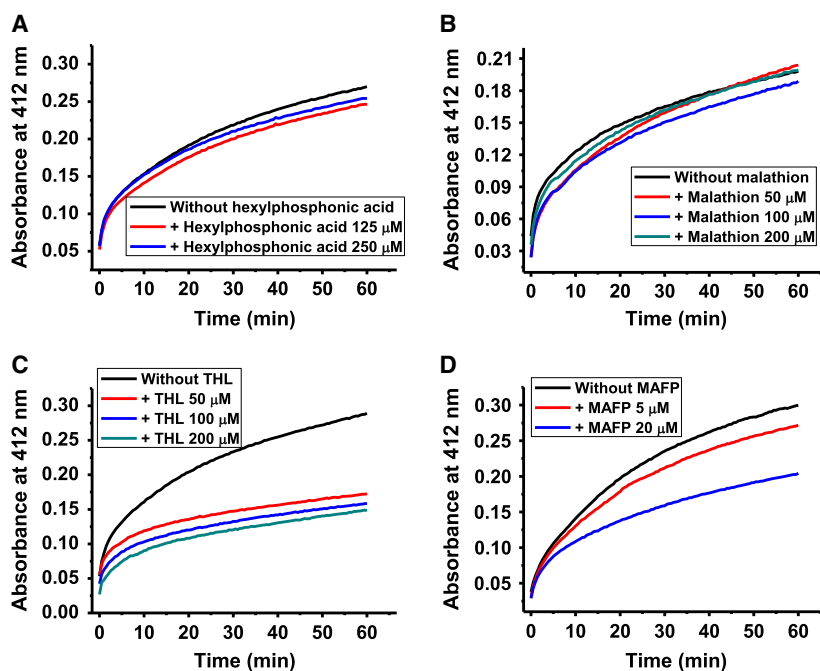 A
Absorbance at 412 nm
0.30
0.25
0.20
0.15
0.10
0.05
Without hexylphosphonic acid
+ Hexylphosphonic acid 125 μM
+ Hexylphosphonic acid 250 μM
0 10 20 30 40 50 60
Time (min)
B
Absorbance at 412 nm
0.21
0.18
0.15
0.12
0.09
0.06
0.03
Without malathion
+ Malathion 50 μM
+ Malathion 100 μM
+ Malathion 200 μM
0 10 20 30 40 50 60
Time (min)
C
Absorbance at 412 nm
Without THL
+ THL 50 μM
+ THL 100 μM
+ THL 200 μM
0.30
0.25
0.20
0.15
0.10
0.05
0.00
0 10 20 30 40 50 60
Time (min)
D
Absorbance at 412 nm
Without MAFP
+ MAFP 5 μM
+ MAFP 20 μM
0.30
0.25
0.20
0.15
0.10
0.05
0 10 20 30 40 50 60
Time (min)